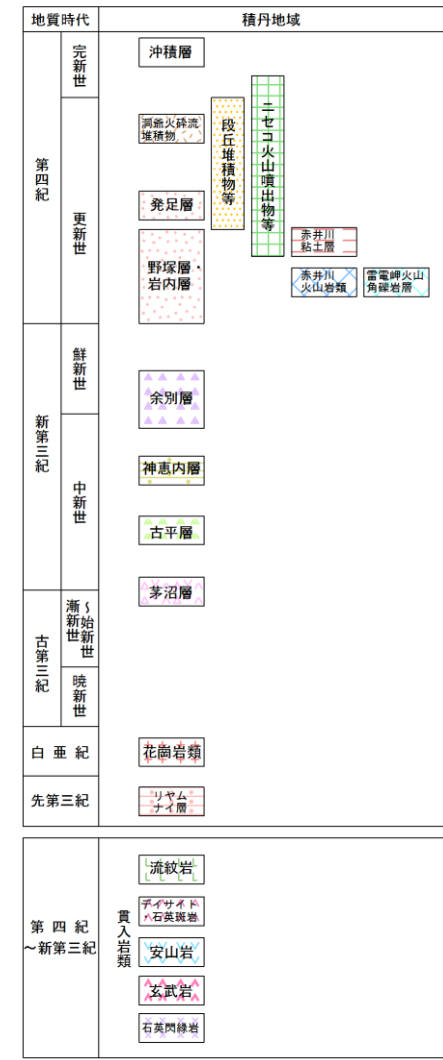 地質時代
積丹地域
第四紀
完新世
更新世
沖積層
洞爺火砕流
堆積物
段丘堆積物等
ニセコ火山噴出物等
発足層
野塚層・
岩内層
赤井川
粘土層
赤井川
火山岩類
雷電岬火山
角礫岩層
新第三紀
鮮新世
中新世
余別層
神恵内層
古平層
茅沼層
古第三紀
漸新世
～始新世
暁新世
白亜紀
花崗岩類
先第三紀
リヤム
ナイ層
第四紀
～新第三紀
貫入岩類
流紋岩
デイサイト
・石英斑岩
安山岩
玄武岩
石英閃緑岩